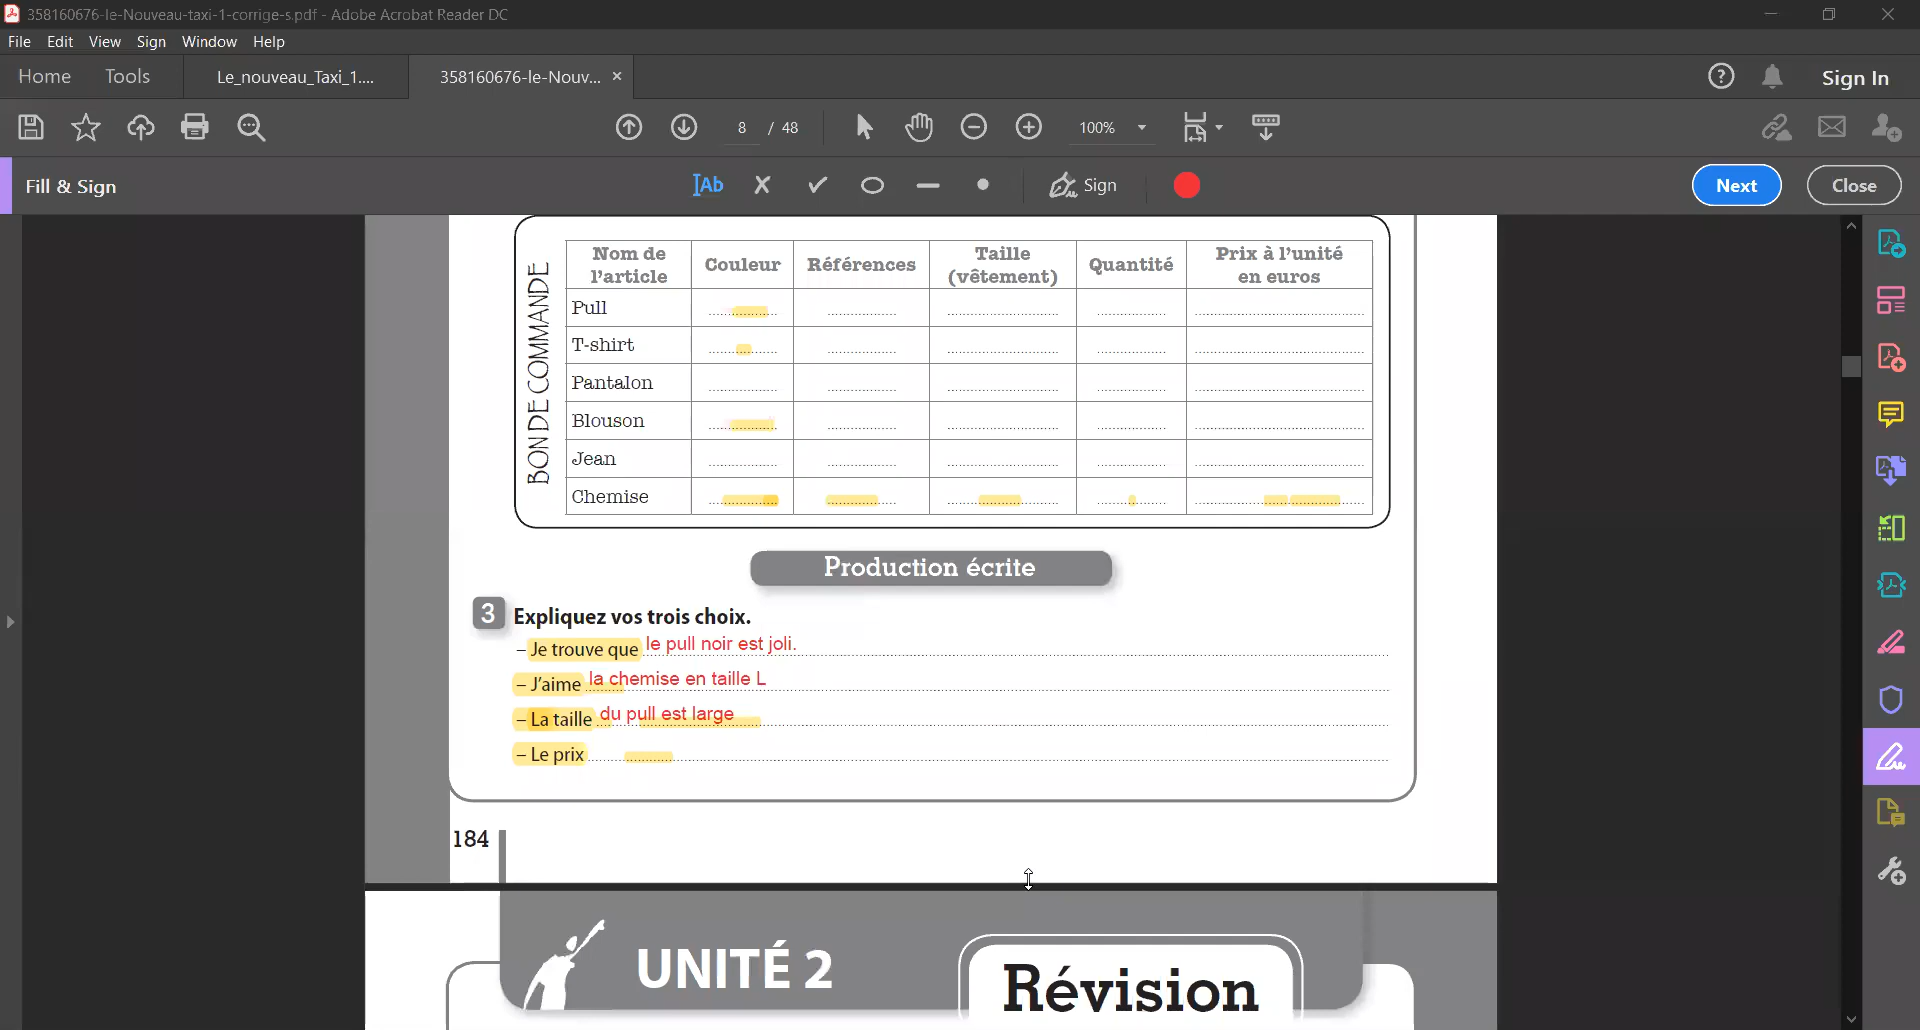 358160676-le-Nouveau-taxi-1-corrige-s.pdf - Adobe Acrobat Reader DC
File Edit View Sign Window Help
Home Tools Le_nouveau_Taxi_1.... 358160676-le-Nouv... × Sign In
8 / 48 100%
Fill & Sign Ab Sign Next Close
BON DE COMMANDE
Nom de l'article Couleur Références Taille (vêtement) Quantité Prix à l'unité en euros
Pull
T-shirt
Pantalon
Blouson
Jean
Chemise
Production écrite
3 Expliquez vos trois choix.
– Je trouve que le pull noir est joli.
– J'aime la chemise en taille L
– La taille du pull est large
– Le prix
184
UNITÉ 2
Révision